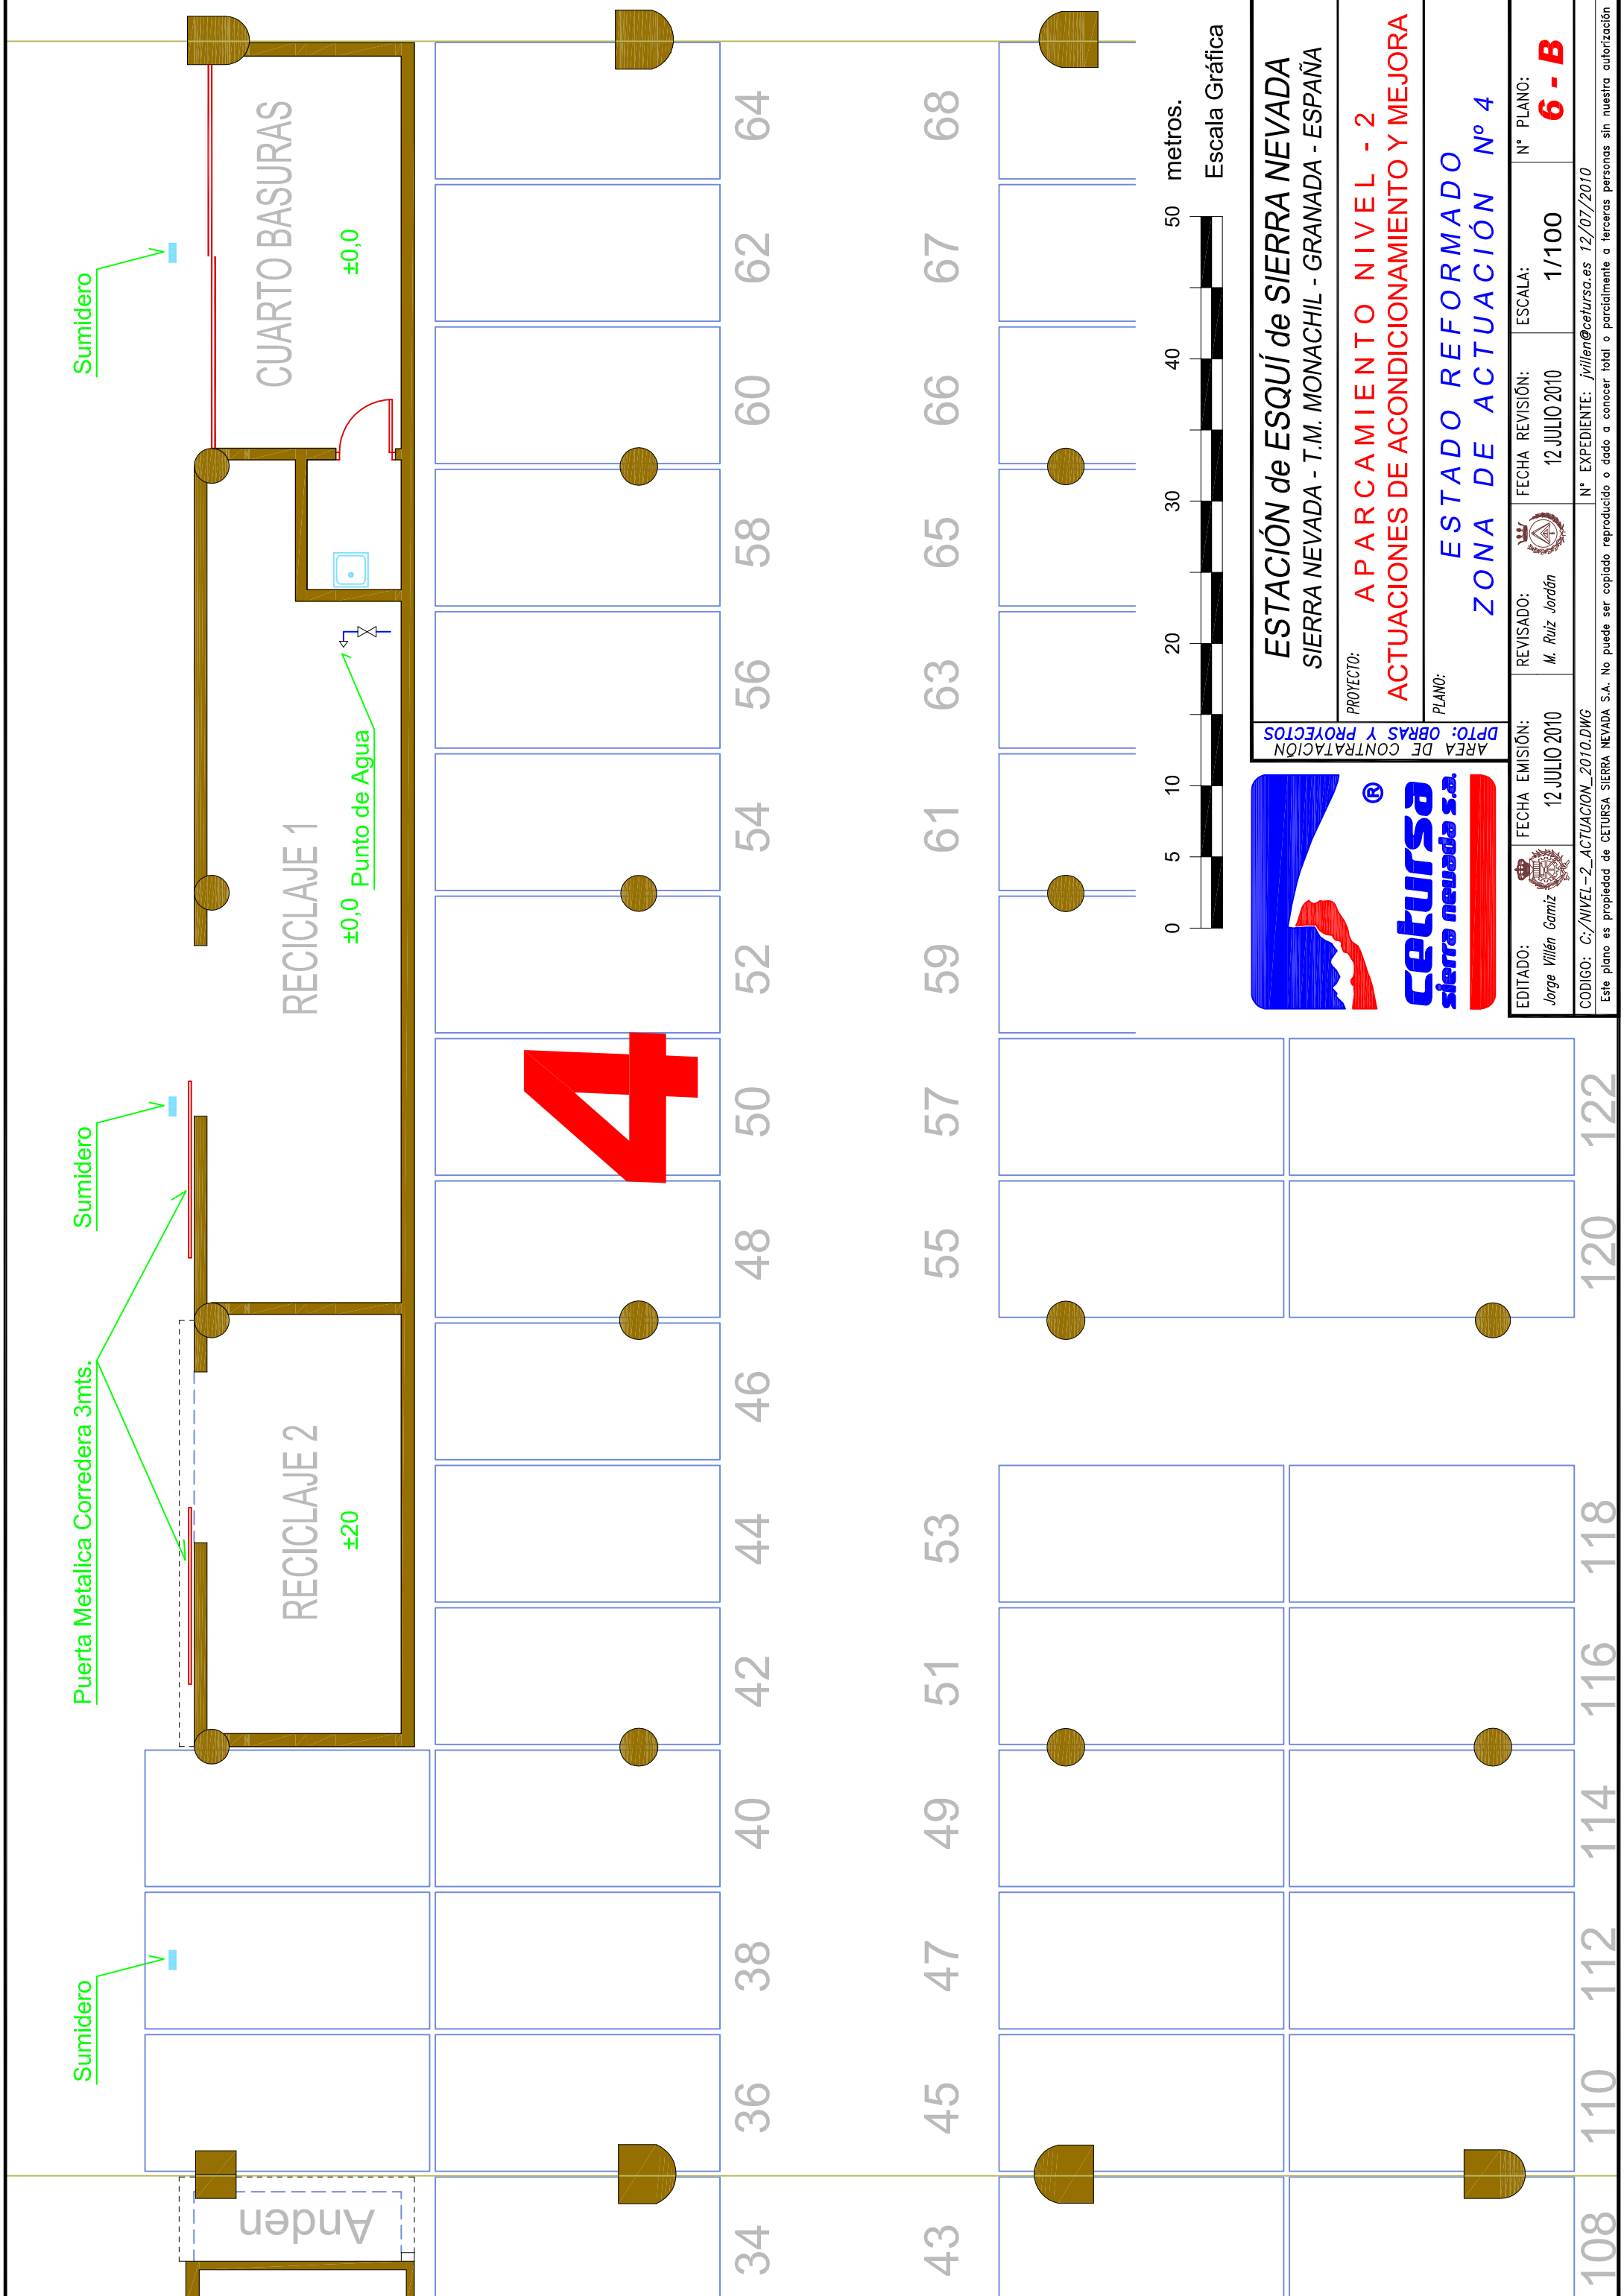 Sumidero
Puerta Metalica Corredera 3mts.
Sumidero
Sumidero
Anden
RECICLAJE 2
±20
RECICLAJE 1
±0,0
Punto de Agua
CUARTO BASURAS
±0,0
4
34 36 38 40 42 44 46 48 50 52 54 56 58 60 62 64
43 45 47 49 51 53 55 57 59 61 63 65 66 67 68
108 110 112 114 116 118 120 122
0 5 10 20 30 40 50 metros.
Escala Gráfica
cetursa
sierra nevada s.a.
®
AREA DE CONTRATACIÓN
DPTO: OBRAS Y PROYECTOS
ESTACIÓN de ESQUÍ de SIERRA NEVADA
SIERRA NEVADA - T.M. MONACHIL - GRANADA - ESPAÑA
PROYECTO:
APARCAMIENTO NIVEL - 2
ACTUACIONES DE ACONDICIONAMIENTO Y MEJORA
PLANO:
ESTADO REFORMADO
ZONA DE ACTUACIÓN Nº 4
EDITADO:
Jorge Villén Gamiz
FECHA EMISIÓN:
12 JULIO 2010
REVISADO:
M. Ruiz Jordán
FECHA REVISIÓN:
12 JULIO 2010
ESCALA:
1/100
Nº PLANO:
6 - B
CODIGO: C:/NIVEL-2_ACTUACION_2010.DWG
Nº EXPEDIENTE: jvillen@cetursa.es 12/07/2010
Este plano es propiedad de CETURSA SIERRA NEVADA S.A. No puede ser copiado reproducido o dado a conocer total o parcialmente a terceras personas sin nuestra autorización